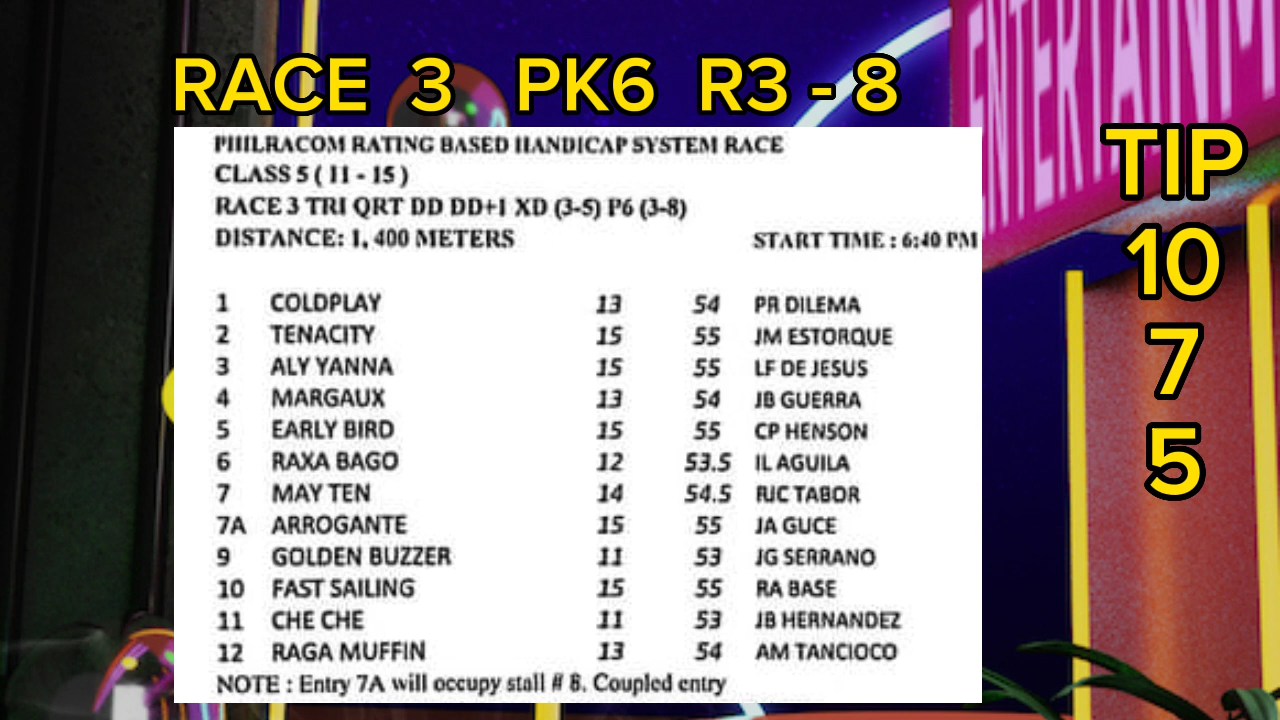 RACE 3 PK6 R3 - 8
ENTERTAINM
PHILRACOM RATING BASED HANDICAP SYSTEM RACE
CLASS 5 ( 11 - 15 )
RACE 3 TRI QRT DD DD+1 XD (3-5) P6 (3-8)
DISTANCE: 1, 400 METERS START TIME : 6:40 PM
1 COLDPLAY 13 54 PR DILEMA
2 TENACITY 15 55 JM ESTORQUE
3 ALY YANNA 15 55 LF DE JESUS
4 MARGAUX 13 54 JB GUERRA
5 EARLY BIRD 15 55 CP HENSON
6 RAXA BAGO 12 53.5 IL AGUILA
7 MAY TEN 14 54.5 RJC TABOR
7A ARROGANTE 15 55 JA GUCE
9 GOLDEN BUZZER 11 53 JG SERRANO
10 FAST SAILING 15 55 RA BASE
11 CHE CHE 11 53 JB HERNANDEZ
12 RAGA MUFFIN 13 54 AM TANCIOCO
NOTE : Entry 7A will occupy stall # 8. Coupled entry
TIP
10
7
5